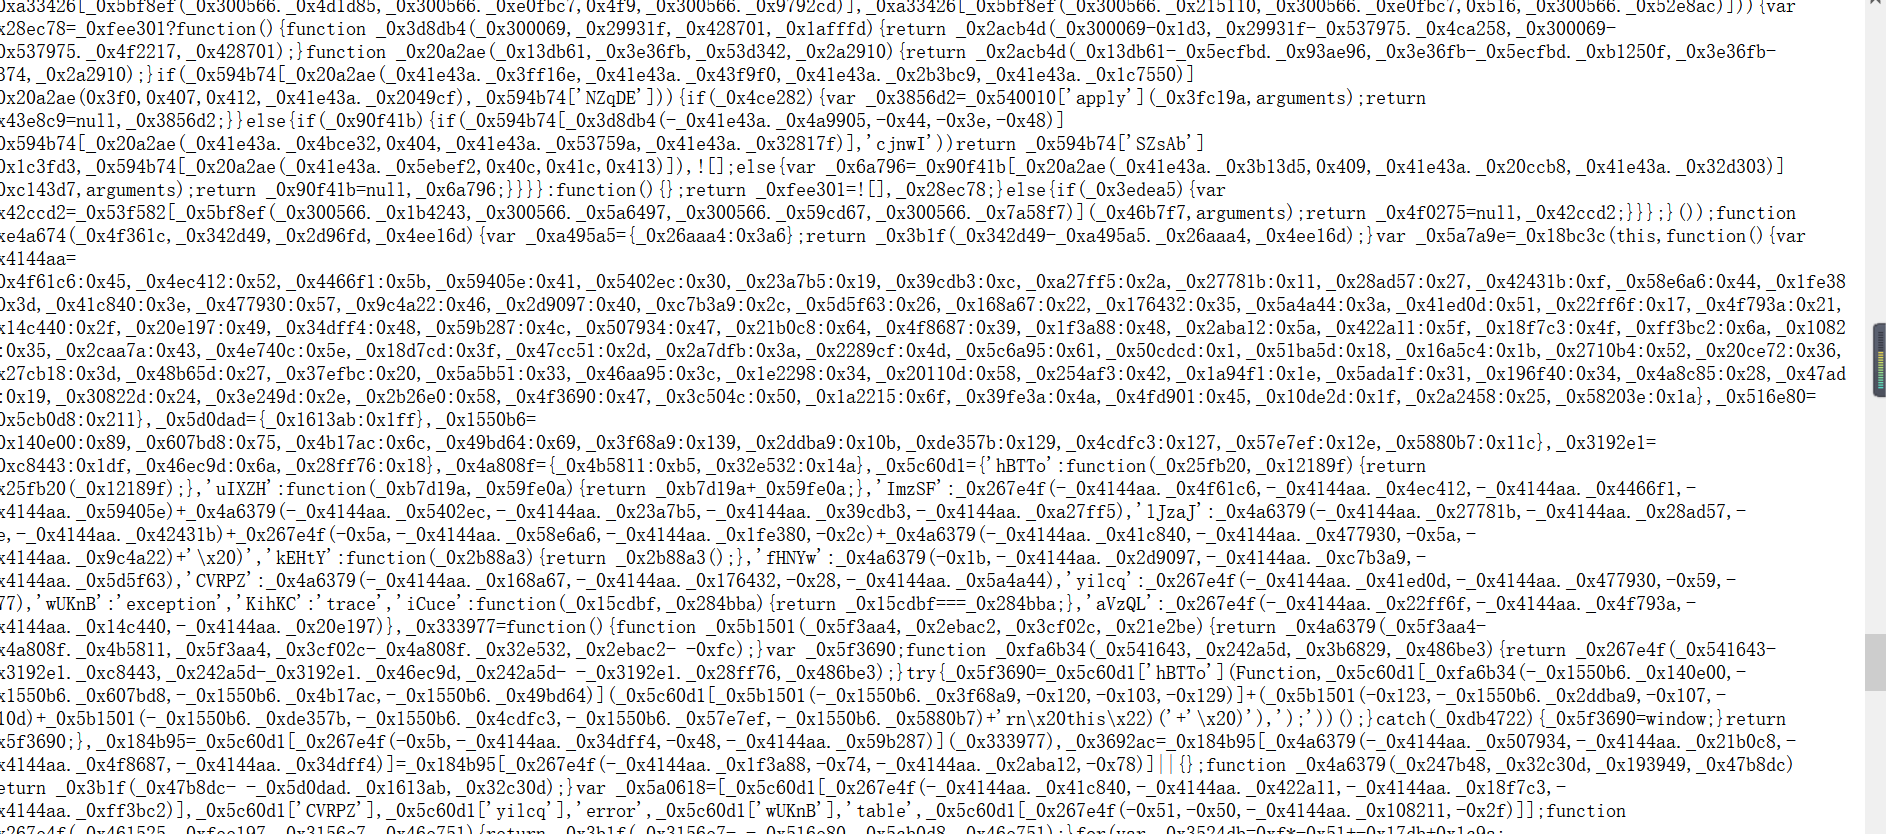 0xa33426[_0x5bf8ef(_0x300566._0x4d1d85,_0x300566._0xe0fbc7,0x4f9,_0x300566._0x9792cd)],_0xa33426[_0x5bf8ef(_0x300566._0x215110,_0x300566._0xe0fbc7,0x516,_0x300566._0x52e8ac)])){var
x28ec78=_0xfee301?function(){function _0x3d8db4(_0x300069,_0x29931f,_0x428701,_0x1afffd){return _0x2acb4d(_0x300069-0x1d3,_0x29931f-_0x537975._0x4ca258,_0x300069-
0x537975._0x4f2217,_0x428701);}function _0x20a2ae(_0x13db61,_0x3e36fb,_0x53d342,_0x2a2910){return _0x2acb4d(_0x13db61-_0x5ecfbd._0x93ae96,_0x3e36fb-_0x5ecfbd._0xb1250f,_0x3e36fb-
374,_0x2a2910);}if(_0x594b74[_0x20a2ae(_0x41e43a._0x3ff16e,_0x41e43a._0x43f9f0,_0x41e43a._0x2b3bc9,_0x41e43a._0x1c7550)]
0x20a2ae(0x3f0,0x407,0x412,_0x41e43a._0x2049cf),_0x594b74['NZqDE'])){if(_0x4ce282){var _0x3856d2=_0x540010['apply'](_0x3fc19a,arguments);return
x43e8c9=null,_0x3856d2;}}else{if(_0x90f41b){if(_0x594b74[_0x3d8db4(-_0x41e43a._0x4a9905,-0x44,-0x3e,-0x48)]
0x594b74[_0x20a2ae(_0x41e43a._0x4bce32,0x404,_0x41e43a._0x53759a,_0x41e43a._0x32817f)],'cjnwI'))return _0x594b74['SZsAb']
0x1c3fd3,_0x594b74[_0x20a2ae(_0x41e43a._0x5ebef2,0x40c,0x41c,0x413)]),![];else{var _0x6a796=_0x90f41b[_0x20a2ae(_0x41e43a._0x3b13d5,0x409,_0x41e43a._0x20ccb8,_0x41e43a._0x32d303)]
0xc143d7,arguments);return _0x90f41b=null,_0x6a796;}}}}:function(){};return _0xfee301=![],_0x28ec78;}else{if(_0x3edea5){var
x42ccd2=_0x53f582[_0x5bf8ef(_0x300566._0x1b4243,_0x300566._0x5a6497,_0x300566._0x59cd67,_0x300566._0x7a58f7)](_0x46b7f7,arguments);return _0x4f0275=null,_0x42ccd2;}}};}());function
xe4a674(_0x4f361c,_0x342d49,_0x2d96fd,_0x4ee16d){var _0xa495a5={_0x26aaa4:0x3a6};return _0x3b1f(_0x342d49-_0xa495a5._0x26aaa4,_0x4ee16d);}var _0x5a7a9e=_0x18bc3c(this,function(){var
x4144aa=
0x4f61c6:0x45,_0x4ec412:0x52,_0x4466f1:0x5b,_0x59405e:0x41,_0x5402ec:0x30,_0x23a7b5:0x19,_0x39cdb3:0xc,_0xa27ff5:0x2a,_0x27781b:0x11,_0x28ad57:0x27,_0x42431b:0xf,_0x58e6a6:0x44,_0x1fe38
0x3d,_0x41c840:0x3e,_0x477930:0x57,_0x9c4a22:0x46,_0x2d9097:0x40,_0xc7b3a9:0x2c,_0x5d5f63:0x26,_0x168a67:0x22,_0x176432:0x35,_0x5a4a44:0x3a,_0x41ed0d:0x51,_0x22ff6f:0x17,_0x4f793a:0x21,
x14c440:0x2f,_0x20e197:0x49,_0x34dff4:0x48,_0x59b287:0x4c,_0x507934:0x47,_0x21b0c8:0x64,_0x4f8687:0x39,_0x1f3a88:0x48,_0x2aba12:0x5a,_0x422a11:0x5f,_0x18f7c3:0x4f,_0xff3bc2:0x6a,_0x1082
:0x35,_0x2caa7a:0x43,_0x4e740c:0x5e,_0x18d7cd:0x3f,_0x47cc51:0x2d,_0x2a7dfb:0x3a,_0x2289cf:0x4d,_0x5c6a95:0x61,_0x50cdcd:0x1,_0x51ba5d:0x18,_0x16a5c4:0x1b,_0x2710b4:0x52,_0x20ce72:0x36,
x27cb18:0x3d,_0x48b65d:0x27,_0x37efbc:0x20,_0x5a5b51:0x33,_0x46aa95:0x3c,_0x1e2298:0x34,_0x20110d:0x58,_0x254af3:0x42,_0x1a94f1:0x1e,_0x5ada1f:0x31,_0x196f40:0x34,_0x4a8c85:0x28,_0x47ad
:0x19,_0x30822d:0x24,_0x3e249d:0x2e,_0x2b26e0:0x58,_0x4f3690:0x47,_0x3c504c:0x50,_0x1a2215:0x6f,_0x39fe3a:0x4a,_0x4fd901:0x45,_0x10de2d:0x1f,_0x2a2458:0x25,_0x58203e:0x1a},_0x516e80=
0x5cb0d8:0x211},_0x5d0dad={_0x1613ab:0x1ff},_0x1550b6=
0x140e00:0x89,_0x607bd8:0x75,_0x4b17ac:0x6c,_0x49bd64:0x69,_0x3f68a9:0x139,_0x2ddba9:0x10b,_0xde357b:0x129,_0x4cdfc3:0x127,_0x57e7ef:0x12e,_0x5880b7:0x11c},_0x3192e1=
0xc8443:0x1df,_0x46ec9d:0x6a,_0x28ff76:0x18},_0x4a808f={_0x4b5811:0xb5,_0x32e532:0x14a},_0x5c60d1={'hBTTo':function(_0x25fb20,_0x12189f){return
x25fb20(_0x12189f);},'uIXZH':function(_0xb7d19a,_0x59fe0a){return _0xb7d19a+_0x59fe0a;},'ImzSF':_0x267e4f(-_0x4144aa._0x4f61c6,-_0x4144aa._0x4ec412,-_0x4144aa._0x4466f1,-
x4144aa._0x59405e)+_0x4a6379(-_0x4144aa._0x5402ec,-_0x4144aa._0x23a7b5,-_0x4144aa._0x39cdb3,-_0x4144aa._0xa27ff5),'lJzaJ':_0x4a6379(-_0x4144aa._0x27781b,-_0x4144aa._0x28ad57,-
e,-_0x4144aa._0x42431b)+_0x267e4f(-0x5a,-_0x4144aa._0x58e6a6,-_0x4144aa._0x1fe380,-0x2c)+_0x4a6379(-_0x4144aa._0x41c840,-_0x4144aa._0x477930,-0x5a,-
x4144aa._0x9c4a22)+'\x20)','kEHtY':function(_0x2b88a3){return _0x2b88a3();},'fHNYw':_0x4a6379(-0x1b,-_0x4144aa._0x2d9097,-_0x4144aa._0xc7b3a9,-
x4144aa._0x5d5f63),'CVRPZ':_0x4a6379(-_0x4144aa._0x168a67,-_0x4144aa._0x176432,-0x28,-_0x4144aa._0x5a4a44),'yilcq':_0x267e4f(-_0x4144aa._0x41ed0d,-_0x4144aa._0x477930,-0x59,-
77),'wUKnB':'exception','KihKC':'trace','iCuce':function(_0x15cdbf,_0x284bba){return _0x15cdbf===_0x284bba;},'aVzQL':_0x267e4f(-_0x4144aa._0x22ff6f,-_0x4144aa._0x4f793a,-
x4144aa._0x14c440,-_0x4144aa._0x20e197)},_0x333977=function(){function _0x5b1501(_0x5f3aa4,_0x2ebac2,_0x3cf02c,_0x21e2be){return _0x4a6379(_0x5f3aa4-
x4a808f._0x4b5811,_0x5f3aa4,_0x3cf02c-_0x4a808f._0x32e532,_0x2ebac2- -0xfc);}var _0x5f3690;function _0xfa6b34(_0x541643,_0x242a5d,_0x3b6829,_0x486be3){return _0x267e4f(_0x541643-
x3192e1._0xc8443,_0x242a5d-_0x3192e1._0x46ec9d,_0x242a5d- -_0x3192e1._0x28ff76,_0x486be3);}try{_0x5f3690=_0x5c60d1['hBTTo'](Function,_0x5c60d1[_0xfa6b34(-_0x1550b6._0x140e00,-
x1550b6._0x607bd8,-_0x1550b6._0x4b17ac,-_0x1550b6._0x49bd64)](_0x5c60d1[_0x5b1501(-_0x1550b6._0x3f68a9,-0x120,-0x103,-0x129)]+(_0x5b1501(-0x123,-_0x1550b6._0x2ddba9,-0x107,-
10d)+_0x5b1501(-_0x1550b6._0xde357b,-_0x1550b6._0x4cdfc3,-_0x1550b6._0x57e7ef,-_0x1550b6._0x5880b7)+'rn\x20this\x22)('+'\x20)'),');'))();}catch(_0xdb4722){_0x5f3690=window;}return
x5f3690;},_0x184b95=_0x5c60d1[_0x267e4f(-0x5b,-_0x4144aa._0x34dff4,-0x48,-_0x4144aa._0x59b287)](_0x333977),_0x3692ac=_0x184b95[_0x4a6379(-_0x4144aa._0x507934,-_0x4144aa._0x21b0c8,-
x4144aa._0x4f8687,-_0x4144aa._0x34dff4)]=_0x184b95[_0x267e4f(-_0x4144aa._0x1f3a88,-0x74,-_0x4144aa._0x2aba12,-0x78)]||{};function _0x4a6379(_0x247b48,_0x32c30d,_0x193949,_0x47b8dc)
eturn _0x3b1f(_0x47b8dc- -_0x5d0dad._0x1613ab,_0x32c30d);}var _0x5a0618=[_0x5c60d1[_0x267e4f(-_0x4144aa._0x41c840,-_0x4144aa._0x422a11,-_0x4144aa._0x18f7c3,-
x4144aa._0xff3bc2)],_0x5c60d1['CVRPZ'],_0x5c60d1['yilcq'],'error',_0x5c60d1['wUKnB'],'table',_0x5c60d1[_0x267e4f(-0x51,-0x50,-_0x4144aa._0x108211,-0x2f)]];function